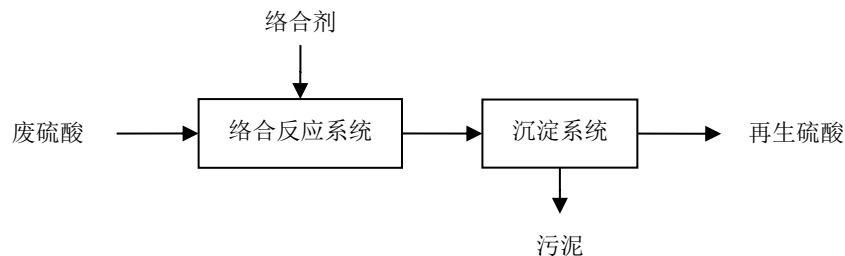 络合剂
废硫酸
络合反应系统
沉淀系统
再生硫酸
污泥